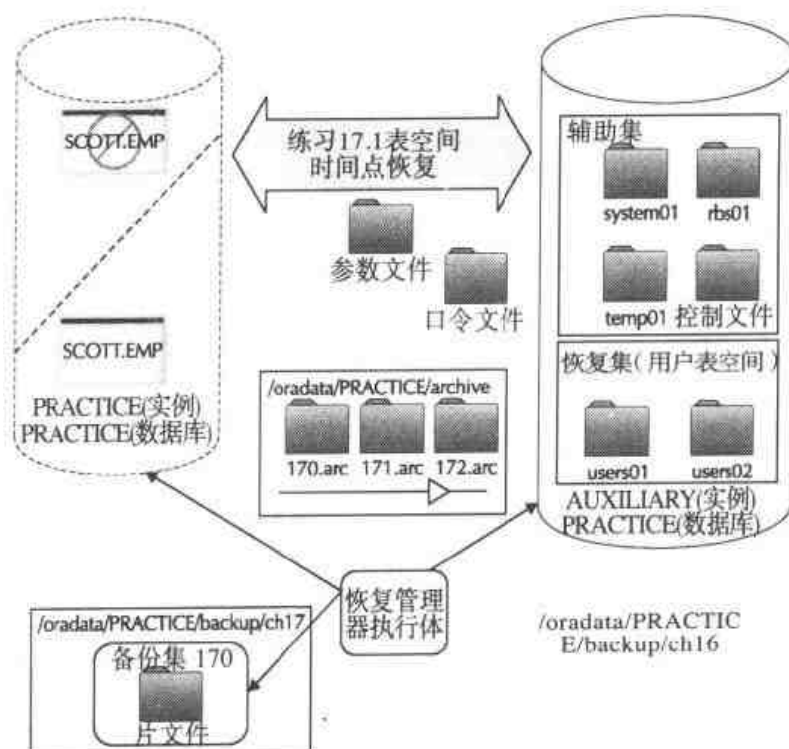 SCOTT.EMP
练习17.1表空间
时间点恢复
参数文件
口令文件
辅助集
system01
rbs01
temp01
控制文件
SCOTT.EMP
PRACTICE(实例)
PRACTICE(数据库)
/oradata/PRACTICE/archive
170.arc
171.arc
172.arc
恢复集(用户表空间)
users01
users02
AUXILIARY(实例)
PRACTICE(数据库)
恢复管理
器执行体
/oradata/PRACTIC
E/backup/ch16
/oradata/PRACTICE/backup/ch17
备份集 170
片文件